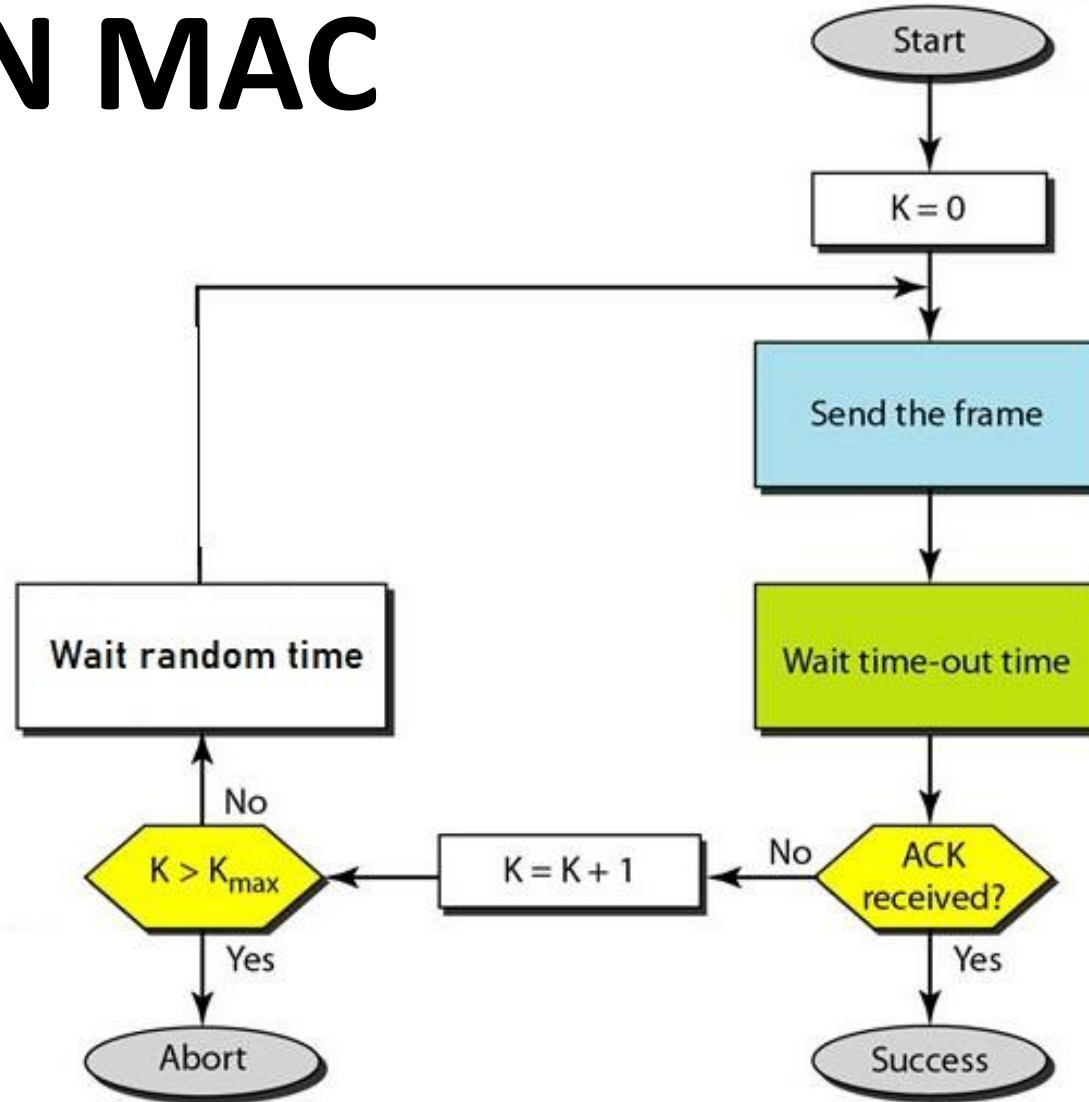 N MAC
Start
K = 0
Send the frame
Wait time-out time
Wait random time
No
K > Kmax
K = K + 1
No
ACK
received?
Yes
Yes
Abort
Success